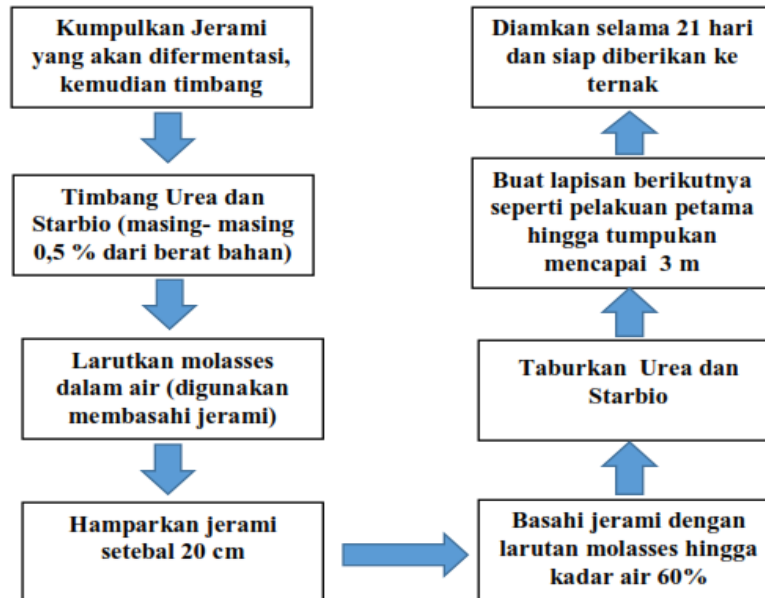 Kumpulkan Jerami
yang akan difermentasi,
kemudian timbang
Timbang Urea dan
Starbio (masing- masing
0,5 % dari berat bahan)
Larutkan molasses
dalam air (digunakan
membasahi jerami)
Hamparkan jerami
setebal 20 cm
Basahi jerami dengan
larutan molasses hingga
kadar air 60%
Taburkan  Urea dan
Starbio
Buat lapisan berikutnya
seperti pelakuan petama
hingga tumpukan
mencapai  3 m
Diamkan selama 21 hari
dan siap diberikan ke
ternak